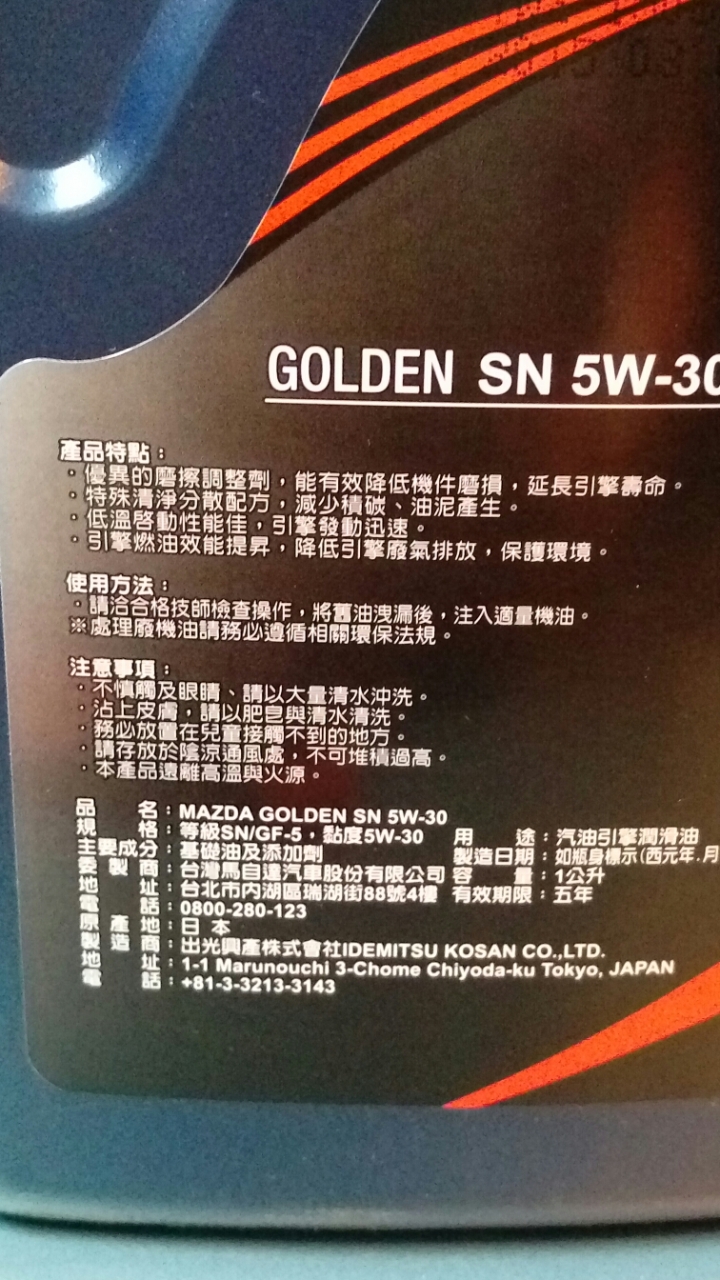 GOLDEN SN 5W-30
產品特點：
·優異的磨擦調整劑，能有效降低機件磨損，延長引擎壽命。
·特殊清淨分散配方，減少積碳、油泥產生。
·低溫啓動性能佳，引擎發動迅速。
·引擎燃油效能提昇，降低引擎廢氣排放，保護環境。
使用方法：
·請洽合格技師檢查操作，將舊油洩漏後，注入適量機油。
※處理廢機油請務必遵循相關環保法規。
注意事項：
·不慎觸及眼睛、請以大量清水沖洗。
·沾上皮膚，請以肥皂與清水清洗。
·務必放置在兒童接觸不到的地方。
·請存放於陰涼通風處，不可堆積過高。
·本產品遠離高溫與火源。
品名：MAZDA GOLDEN SN 5W-30
規格：等級SN/GF-5，黏度5W-30 用途：汽油引擎潤滑油
主要成分：基礎油及添加劑 製造日期：如瓶身標示(西元年.月
委製商：台灣馬自達汽車股份有限公司 容量：1公升
地址：台北市內湖區瑞湖街88號4樓 有效期限：五年
電話：0800-280-123
原產地：日本
製造商：出光興產株式會社IDEMITSU KOSAN CO.,LTD.
地址：1-1 Marunouchi 3-Chome Chiyoda-ku Tokyo, JAPAN
電話：+81-3-3213-3143